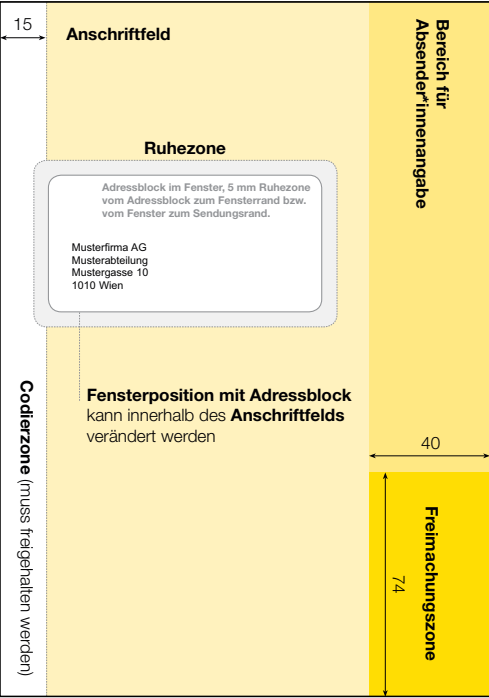 15
Anschriftfeld
Bereich für
Absender*innenangabe
Ruhezone
Adressblock im Fenster, 5 mm Ruhezone
vom Adressblock zum Fensterrand bzw.
vom Fenster zum Sendungsrand.
Musterfirma AG
Musterabteilung
Mustergasse 10
1010 Wien
Fensterposition mit Adressblock
kann innerhalb des Anschriftfelds
verändert werden
Codierzone (muss freigehalten werden)
40
74
Freimachungszone